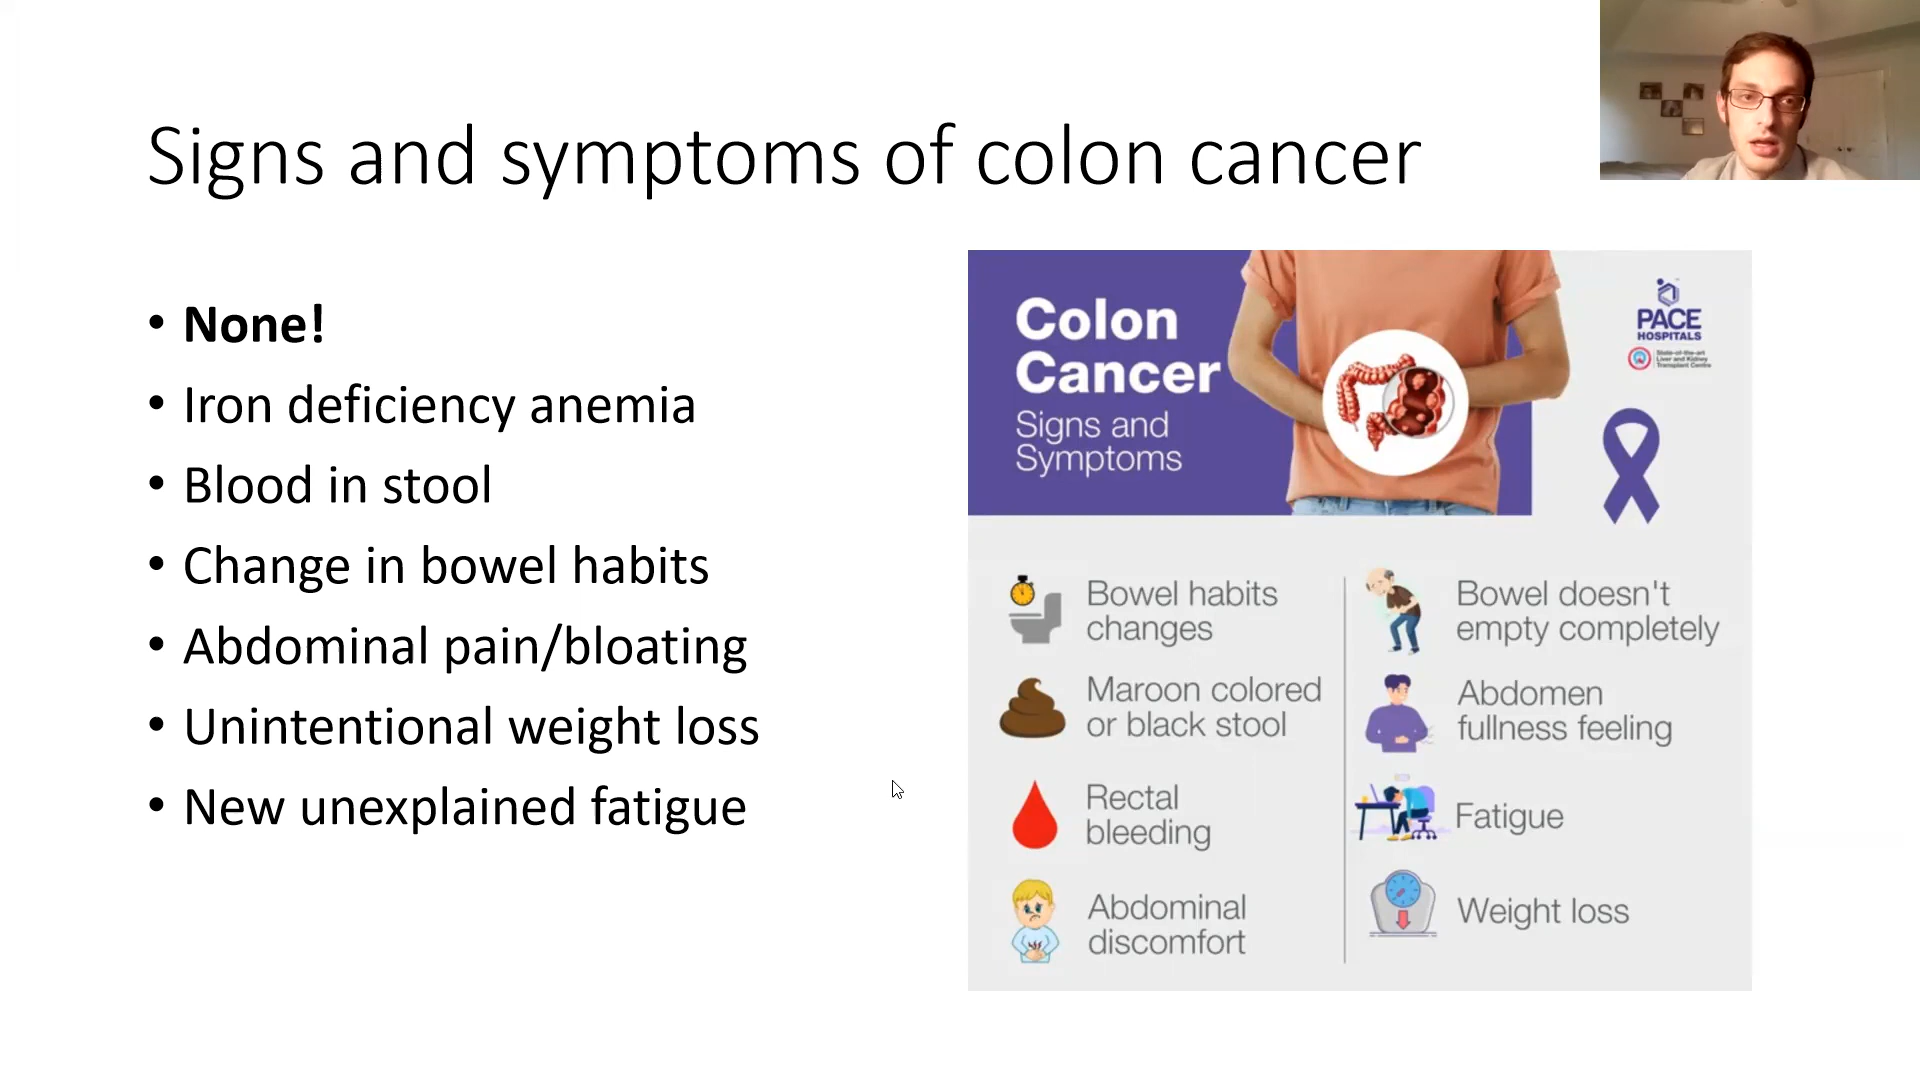 Signs and symptoms of colon cancer
• None!
• Iron deficiency anemia
• Blood in stool
• Change in bowel habits
• Abdominal pain/bloating
• Unintentional weight loss
• New unexplained fatigue
Colon
Cancer
Signs and
Symptoms
PACE
HOSPITALS
State-of-the-art
Liver and Kidney
Transplant Centre
Bowel habits
changes
Maroon colored
or black stool
Rectal
bleeding
Abdominal
discomfort
Bowel doesn't
empty completely
Abdomen
fullness feeling
Fatigue
Weight loss